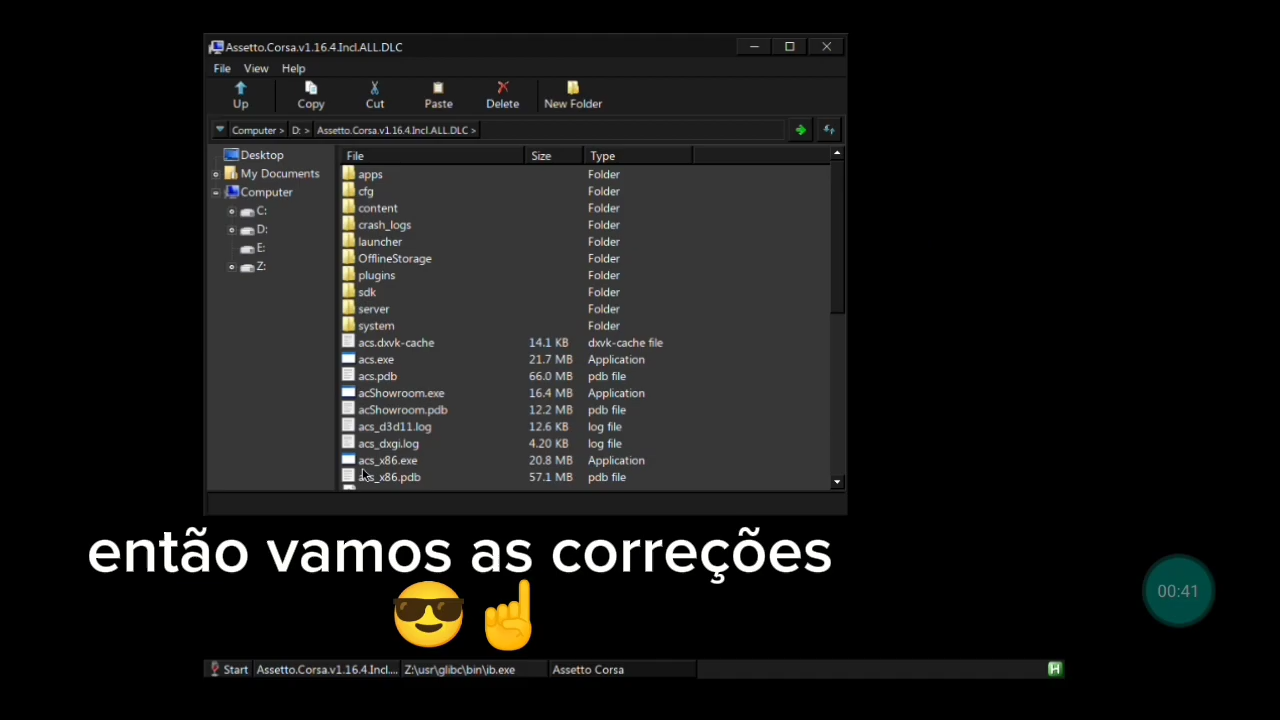 Assetto.Corsa.v1.16.4.Incl.ALL.DLC
File View Help
Up Copy Cut Paste Delete New Folder
Computer > D: > Assetto.Corsa.v1.16.4.Incl.ALL.DLC >
Desktop
My Documents
Computer
C:
D:
E:
Z:
File Size Type
apps Folder
cfg Folder
content Folder
crash_logs Folder
launcher Folder
OfflineStorage Folder
plugins Folder
sdk Folder
server Folder
system Folder
acs.dxvk-cache 14.1 KB dxvk-cache file
acs.exe 21.7 MB Application
acs.pdb 66.0 MB pdb file
acShowroom.exe 16.4 MB Application
acShowroom.pdb 12.2 MB pdb file
acs_d3d11.log 12.6 KB log file
acs_dxgi.log 4.20 KB log file
acs_x86.exe 20.8 MB Application
acs_x86.pdb 57.1 MB pdb file
então vamos as correções
😎☝
00:41
Start Assetto.Corsa.v1.16.4.Incl.... Z:\usr\glibc\bin\ib.exe Assetto Corsa H